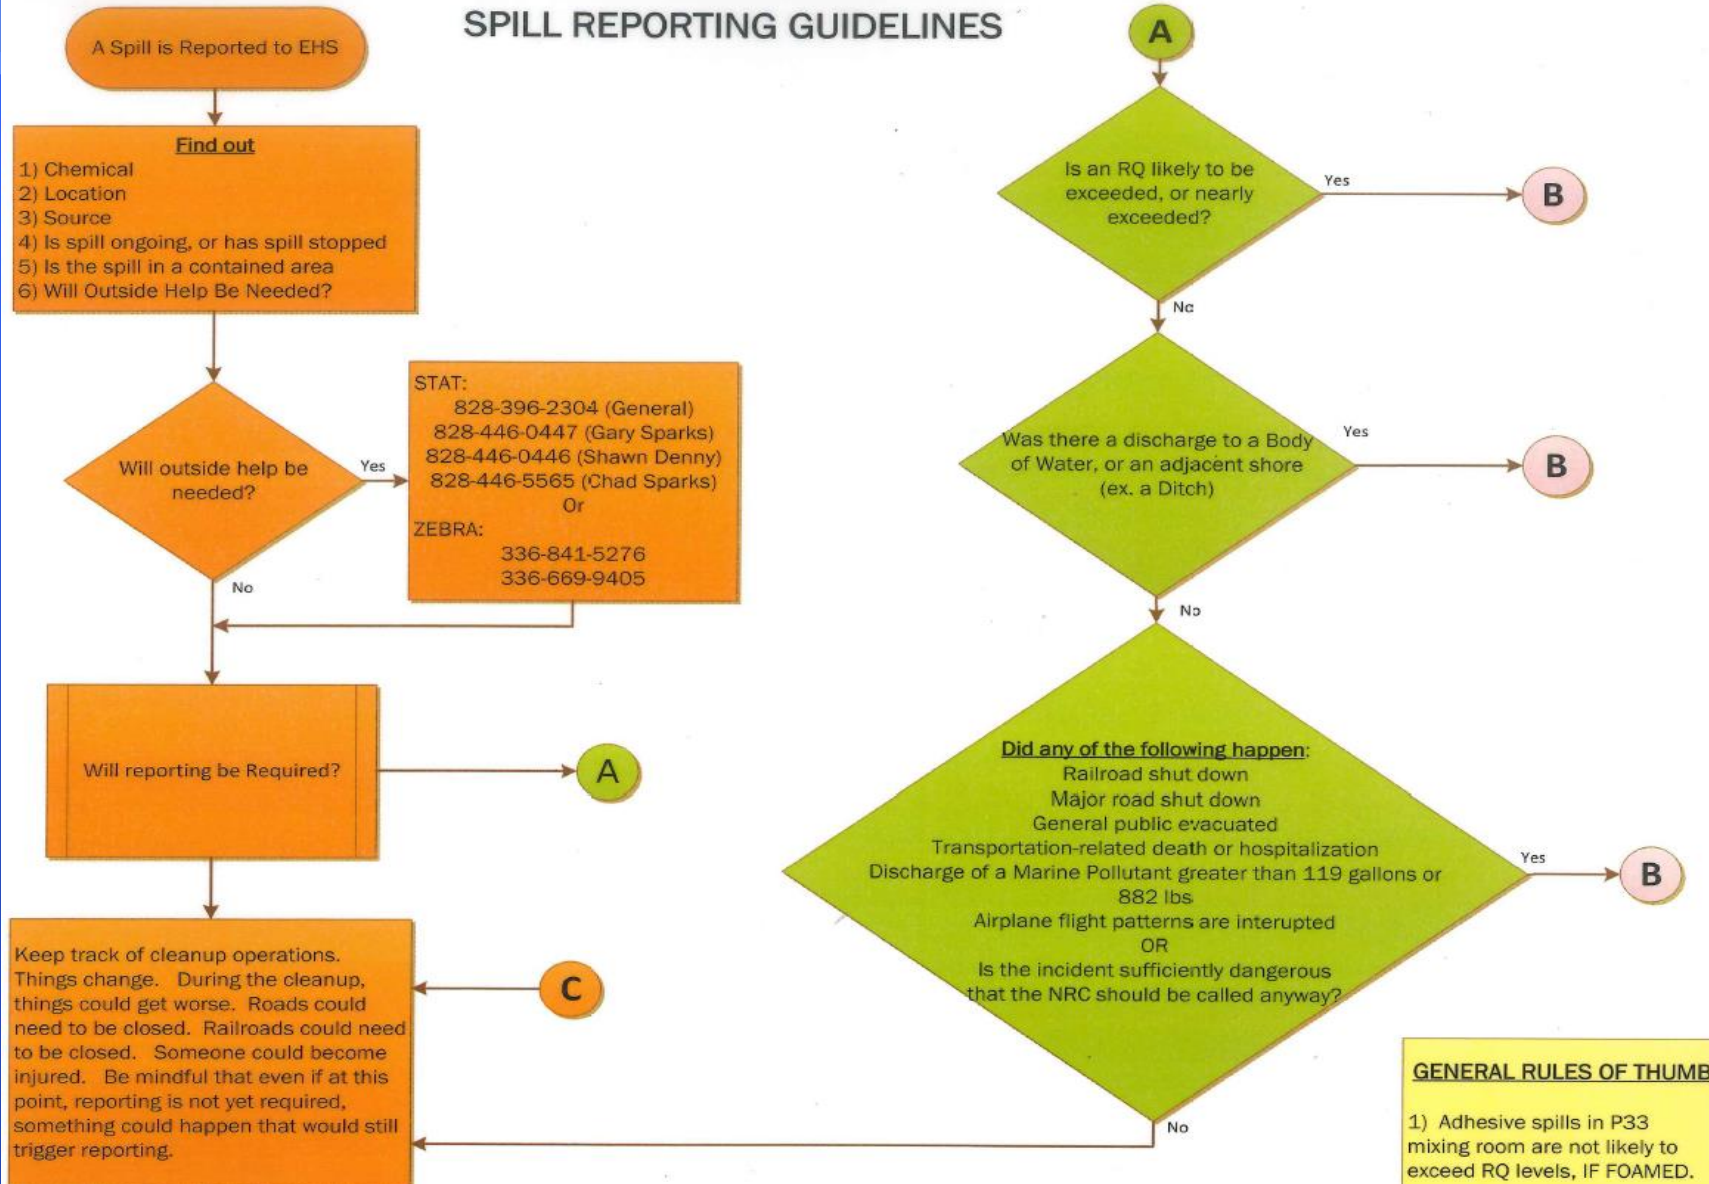 SPILL REPORTING GUIDELINES
A Spill is Reported to EHS
Find out
1) Chemical
2) Location
3) Source
4) Is spill ongoing, or has spill stopped
5) Is the spill in a contained area
6) Will Outside Help Be Needed?
Will outside help be
needed?
Yes
No
STAT:
828-396-2304 (General)
828-446-0447 (Gary Sparks)
828-446-0446 (Shawn Denny)
828-446-5565 (Chad Sparks)
Or
ZEBRA:
336-841-5276
336-669-9405
Will reporting be Required?
A
Keep track of cleanup operations.
Things change. During the cleanup,
things could get worse. Roads could
need to be closed. Railroads could need
to be closed. Someone could become
injured. Be mindful that even if at this
point, reporting is not yet required,
something could happen that would still
trigger reporting.
C
A
Is an RQ likely to be
exceeded, or nearly
exceeded?
Yes
B
No
Was there a discharge to a Body
of Water, or an adjacent shore
(ex. a Ditch)
Yes
B
No
Did any of the following happen:
Railroad shut down
Major road shut down
General public evacuated
Transportation-related death or hospitalization
Discharge of a Marine Pollutant greater than 119 gallons or
882 lbs
Airplane flight patterns are interupted
OR
Is the incident sufficiently dangerous
that the NRC should be called anyway?
Yes
B
No
GENERAL RULES OF THUMB
1) Adhesive spills in P33
mixing room are not likely to
exceed RQ levels, IF FOAMED.